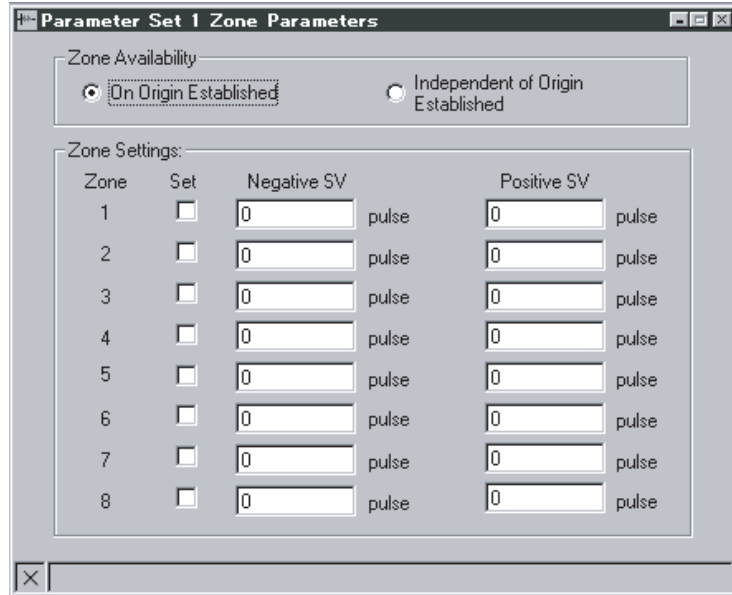 Parameter Set 1 Zone Parameters
Zone Availability
On Origin Established
Independent of Origin
Established
Zone Settings:
Zone Set Negative SV Positive SV
1 0 pulse 0 pulse
2 0 pulse 0 pulse
3 0 pulse 0 pulse
4 0 pulse 0 pulse
5 0 pulse 0 pulse
6 0 pulse 0 pulse
7 0 pulse 0 pulse
8 0 pulse 0 pulse